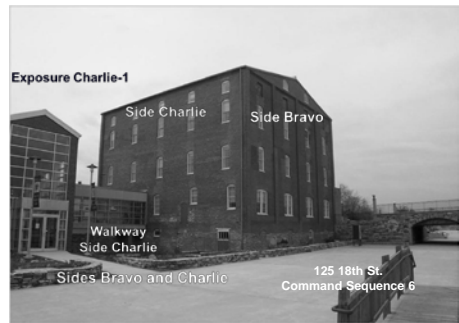 Exposure Charlie-1
Side Charlie
Side Bravo
Walkway
Side Charlie
Sides Bravo and Charlie
125 18th St.
Command Sequence 6